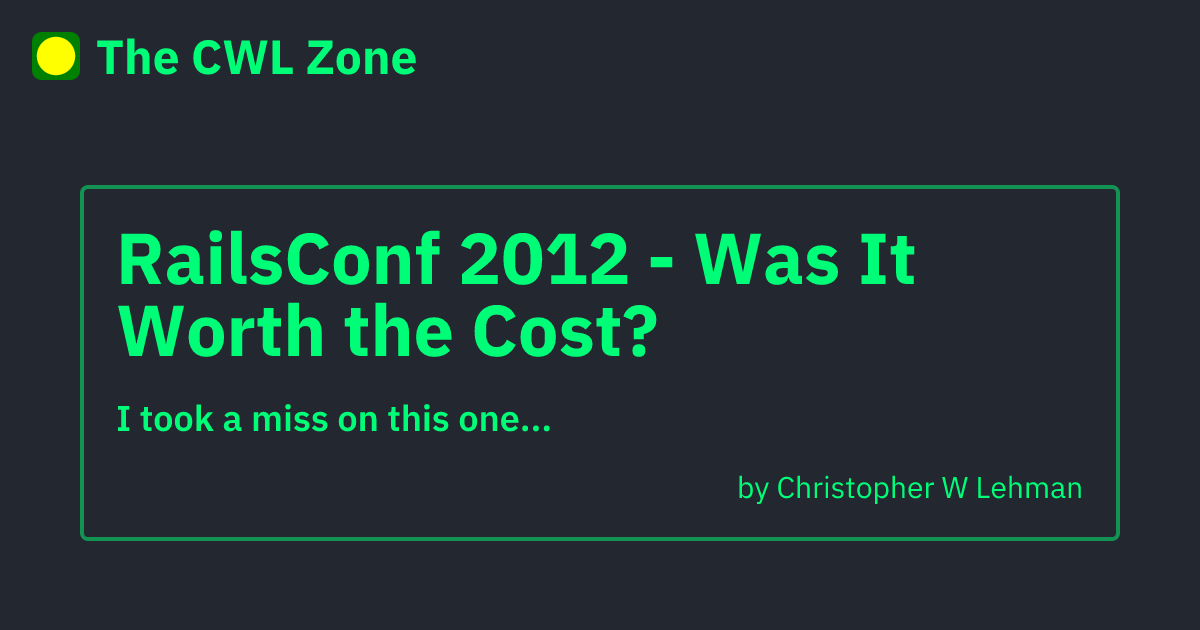 The CWL Zone
RailsConf 2012 - Was It
Worth the Cost?
I took a miss on this one...
by Christopher W Lehman